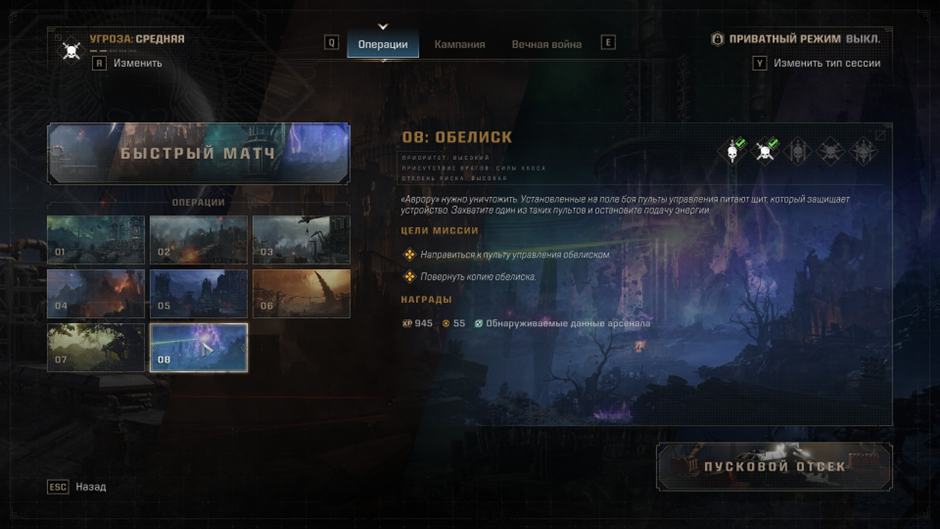 УГРОЗА: СРЕДНЯЯ
R Изменить
Q Операции Кампания Вечная война E
ПРИВАТНЫЙ РЕЖИМ ВЫКЛ.
Y Изменить тип сессии
БЫСТРЫЙ МАТЧ
ОПЕРАЦИИ
01 02 03
04 05 06
07 08
08: ОБЕЛИСК
ПРИОРИТЕТ: ВЫСОКИЙ
ПРИСУТСТВИЕ ВРАГОВ: СИЛЫ ХАОСА
СТЕПЕНЬ РИСКА: ВЫСОКАЯ
«Аврору» нужно уничтожить. Установленные на поле боя пульты управления питают щит, который защищает
устройство. Захватите один из таких пультов и остановите подачу энергии.
ЦЕЛИ МИССИИ
Направиться к пульту управления обелиском.
Повернуть копию обелиска.
НАГРАДЫ
XP 945 55 Обнаруживаемые данные арсенала
ПУСКОВОЙ ОТСЕК
ESC Назад